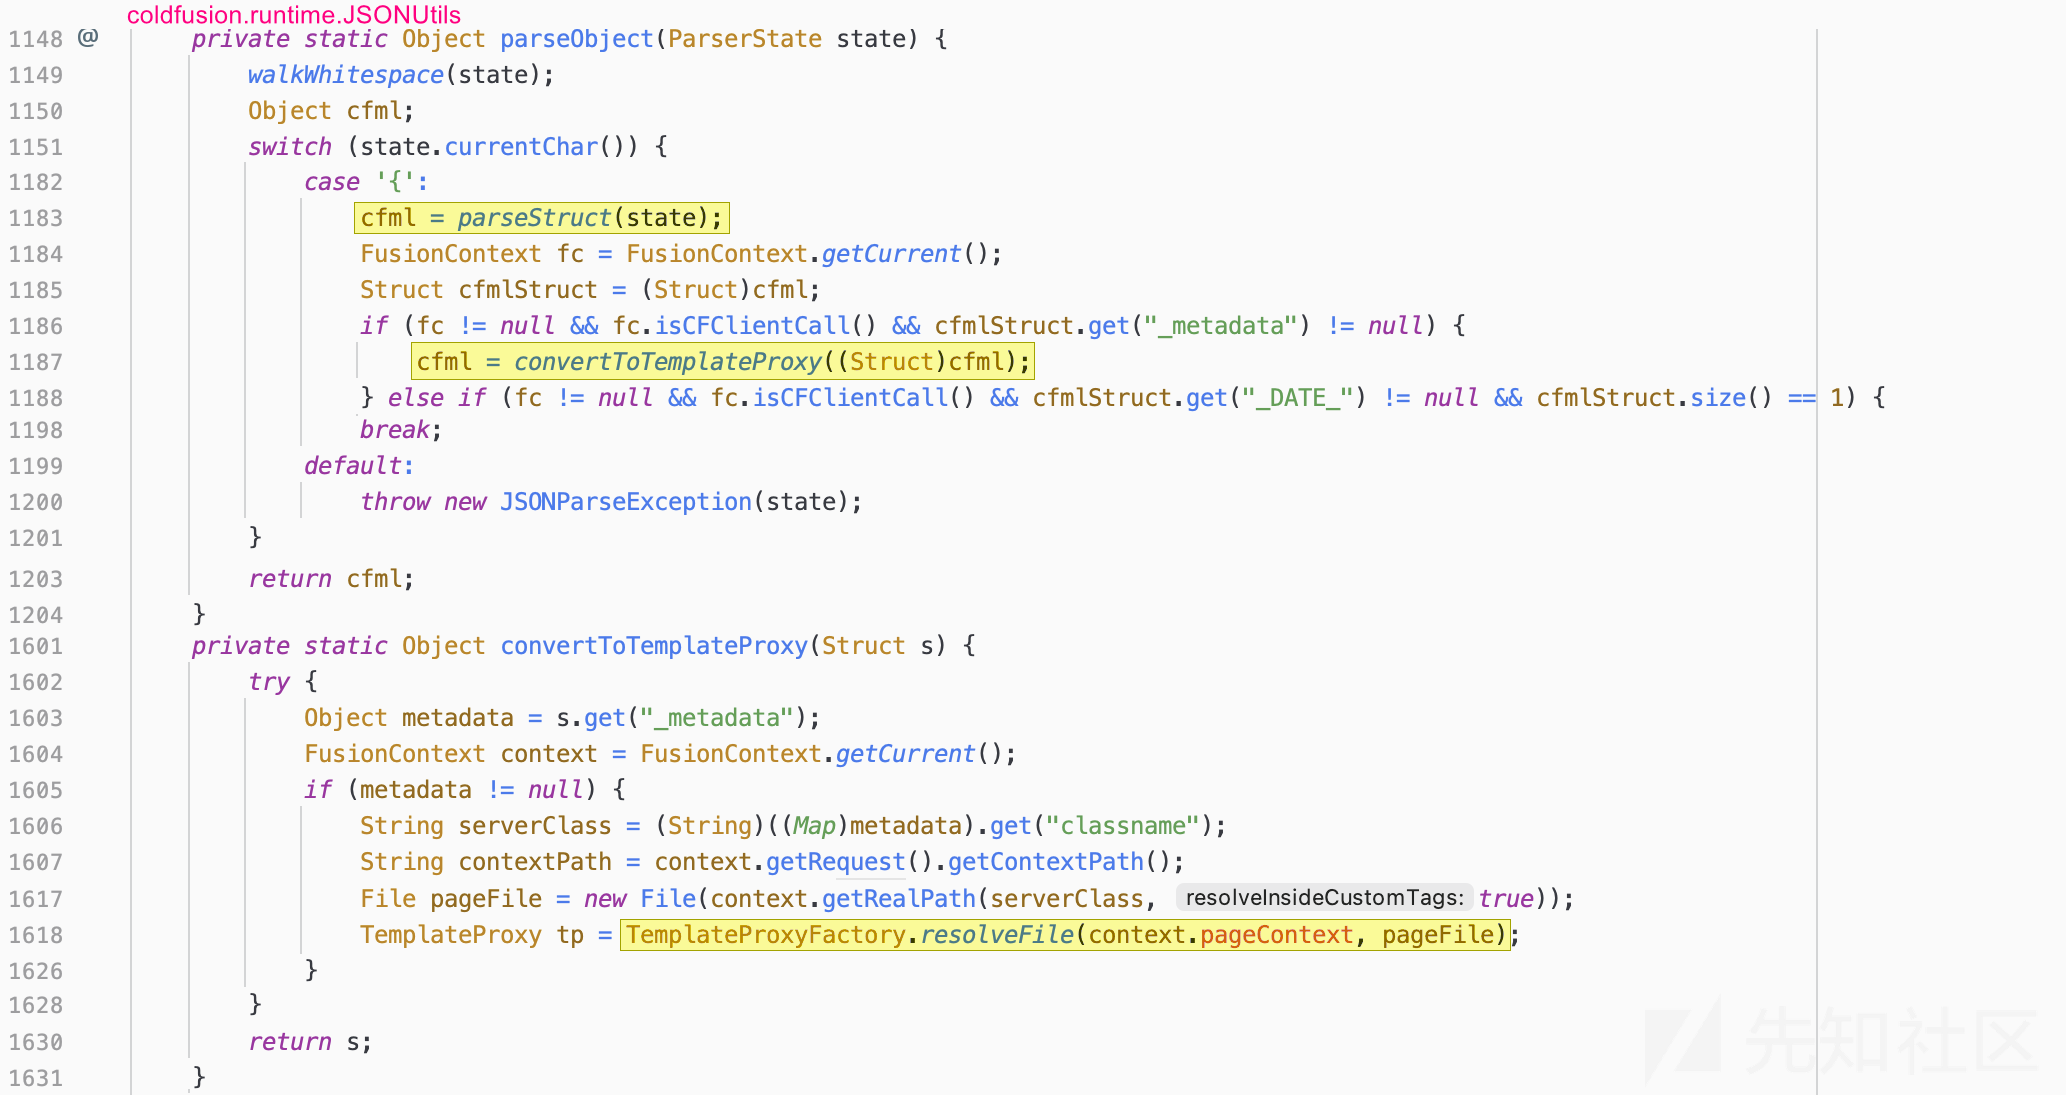 coldfusion.runtime.JSONUtils
1148 @ private static Object parseObject(ParserState state) {
1149 walkWhitespace(state);
1150 Object cfml;
1151 switch (state.currentChar()) {
1182 case '{':
1183 cfml = parseStruct(state);
1184 FusionContext fc = FusionContext.getCurrent();
1185 Struct cfmlStruct = (Struct)cfml;
1186 if (fc != null && fc.isCFClientCall() && cfmlStruct.get("_metadata") != null) {
1187 cfml = convertToTemplateProxy((Struct)cfml);
1188 } else if (fc != null && fc.isCFClientCall() && cfmlStruct.get("_DATE_") != null && cfmlStruct.size() == 1) {
1198 break;
1199 default:
1200 throw new JSONParseException(state);
1201 }
1203 return cfml;
1204 }
1601 private static Object convertToTemplateProxy(Struct s) {
1602 try {
1603 Object metadata = s.get("_metadata");
1604 FusionContext context = FusionContext.getCurrent();
1605 if (metadata != null) {
1606 String serverClass = (String)((Map)metadata).get("classname");
1607 String contextPath = context.getRequest().getContextPath();
1617 File pageFile = new File(context.getRealPath(serverClass, resolveInsideCustomTags: true));
1618 TemplateProxy tp = TemplateProxyFactory.resolveFile(context.pageContext, pageFile);
1626 }
1628 }
1630 return s;
1631 }
先知社区